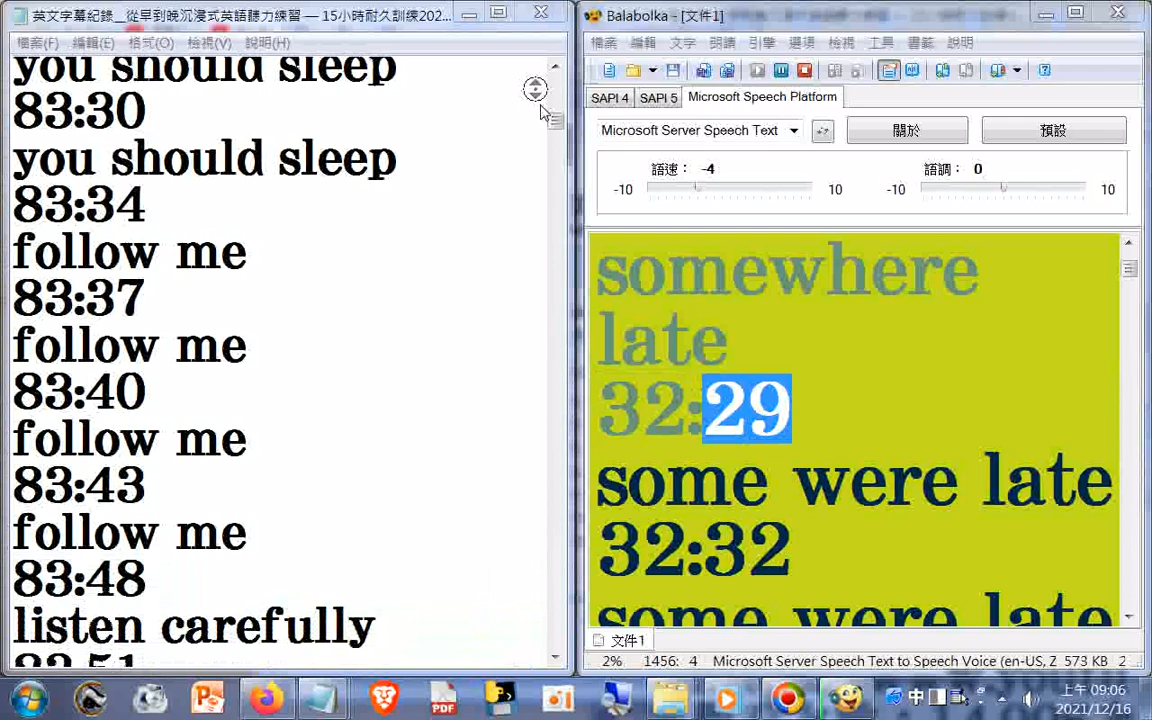 英文字幕紀錄__從早到晚沉浸式英語聽力練習 — 15小時耐久訓練202...
檔案(F) 編輯(E) 格式(O) 檢視(V) 說明(H)
you should sleep
83:30
you should sleep
83:34
follow me
83:37
follow me
83:40
follow me
83:43
follow me
83:48
listen carefully
83:51
Balabolka - [文件1]
檔案 編輯 文字 朗讀 引擎 選項 檢視 工具 書籤 說明
SAPI 4 SAPI 5 Microsoft Speech Platform
Microsoft Server Speech Text 關於 預設
語速： -4 語調： 0
-10 10 -10 10
somewhere
late
32:29
some were late
32:32
some were late
文件1
2% 1456: 4 Microsoft Server Speech Text to Speech Voice (en-US, Z 573 KB 2
PDF 中 上午 09:06
2021/12/16